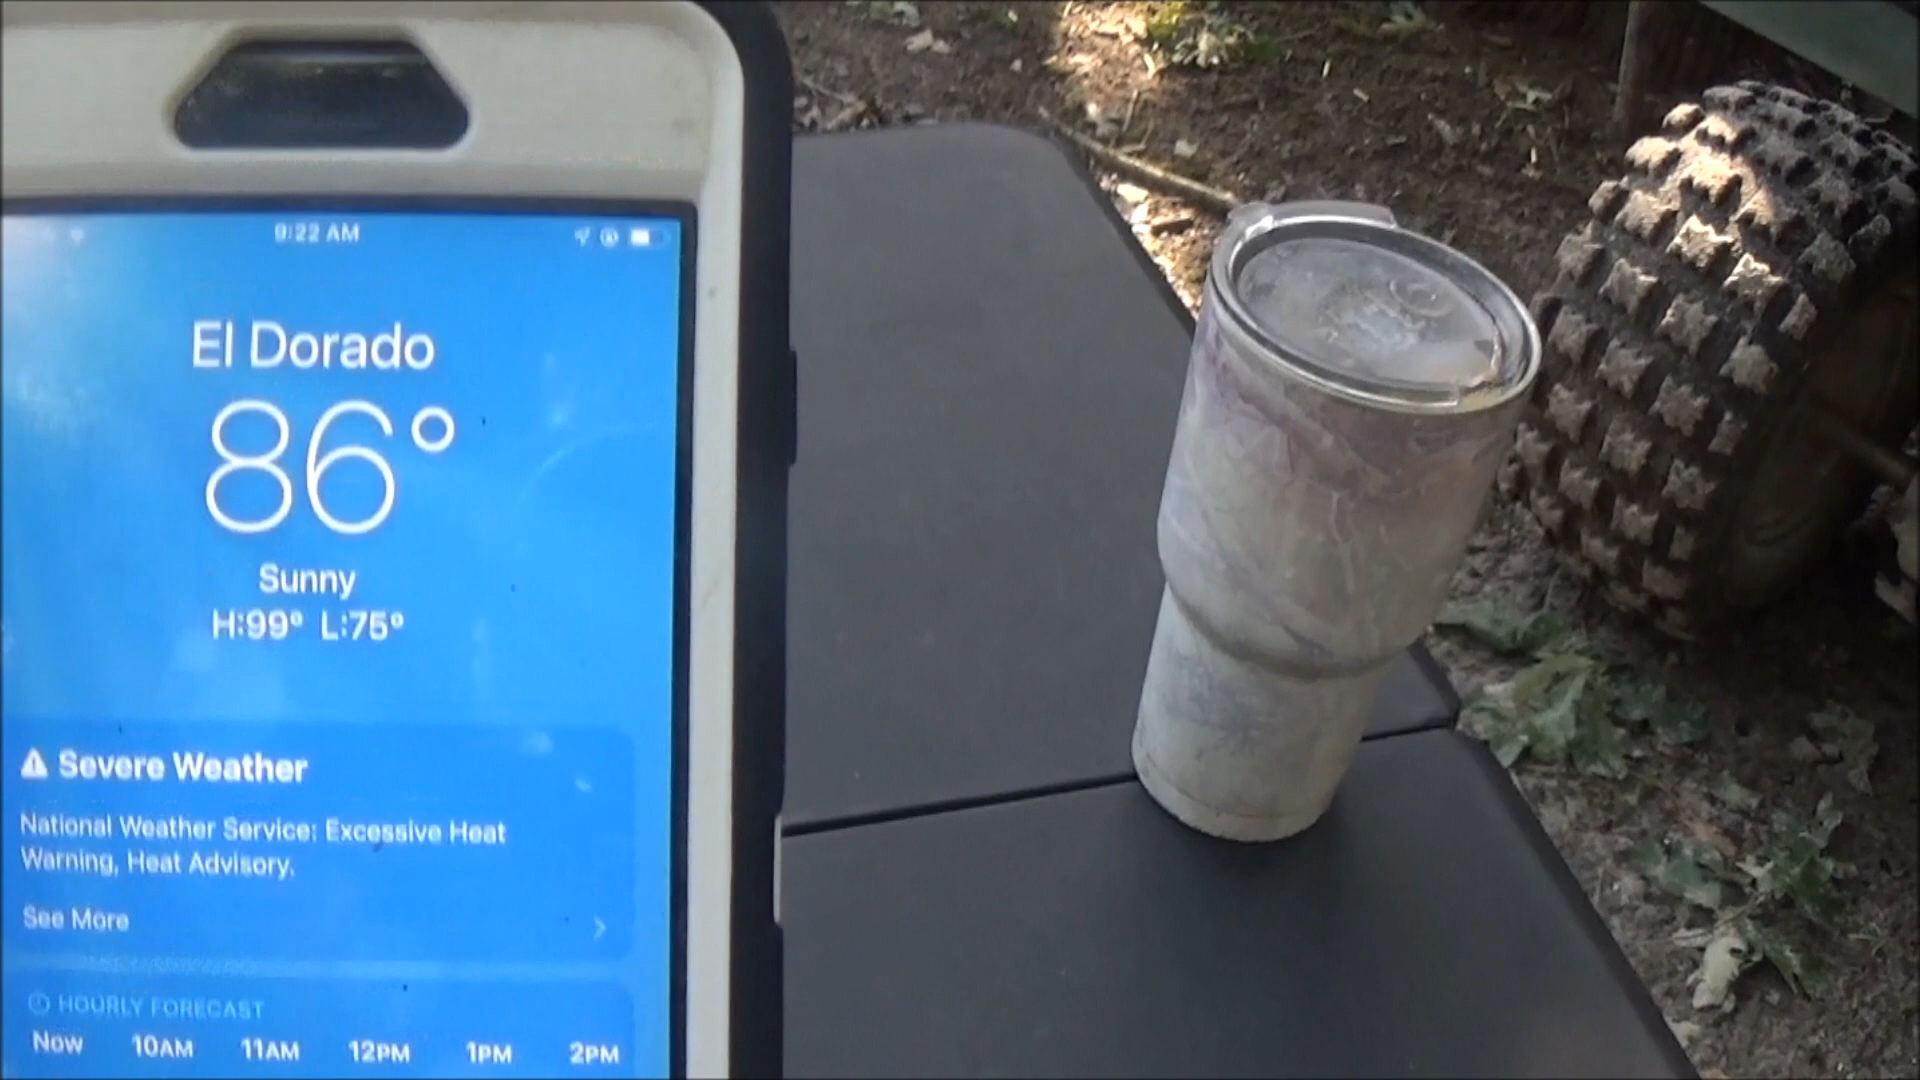 9:22 AM
El Dorado
86°
Sunny
H:99° L:75°
Severe Weather
National Weather Service: Excessive Heat
Warning, Heat Advisory.
See More
HOURLY FORECAST
Now 10AM 11AM 12PM 1PM 2PM